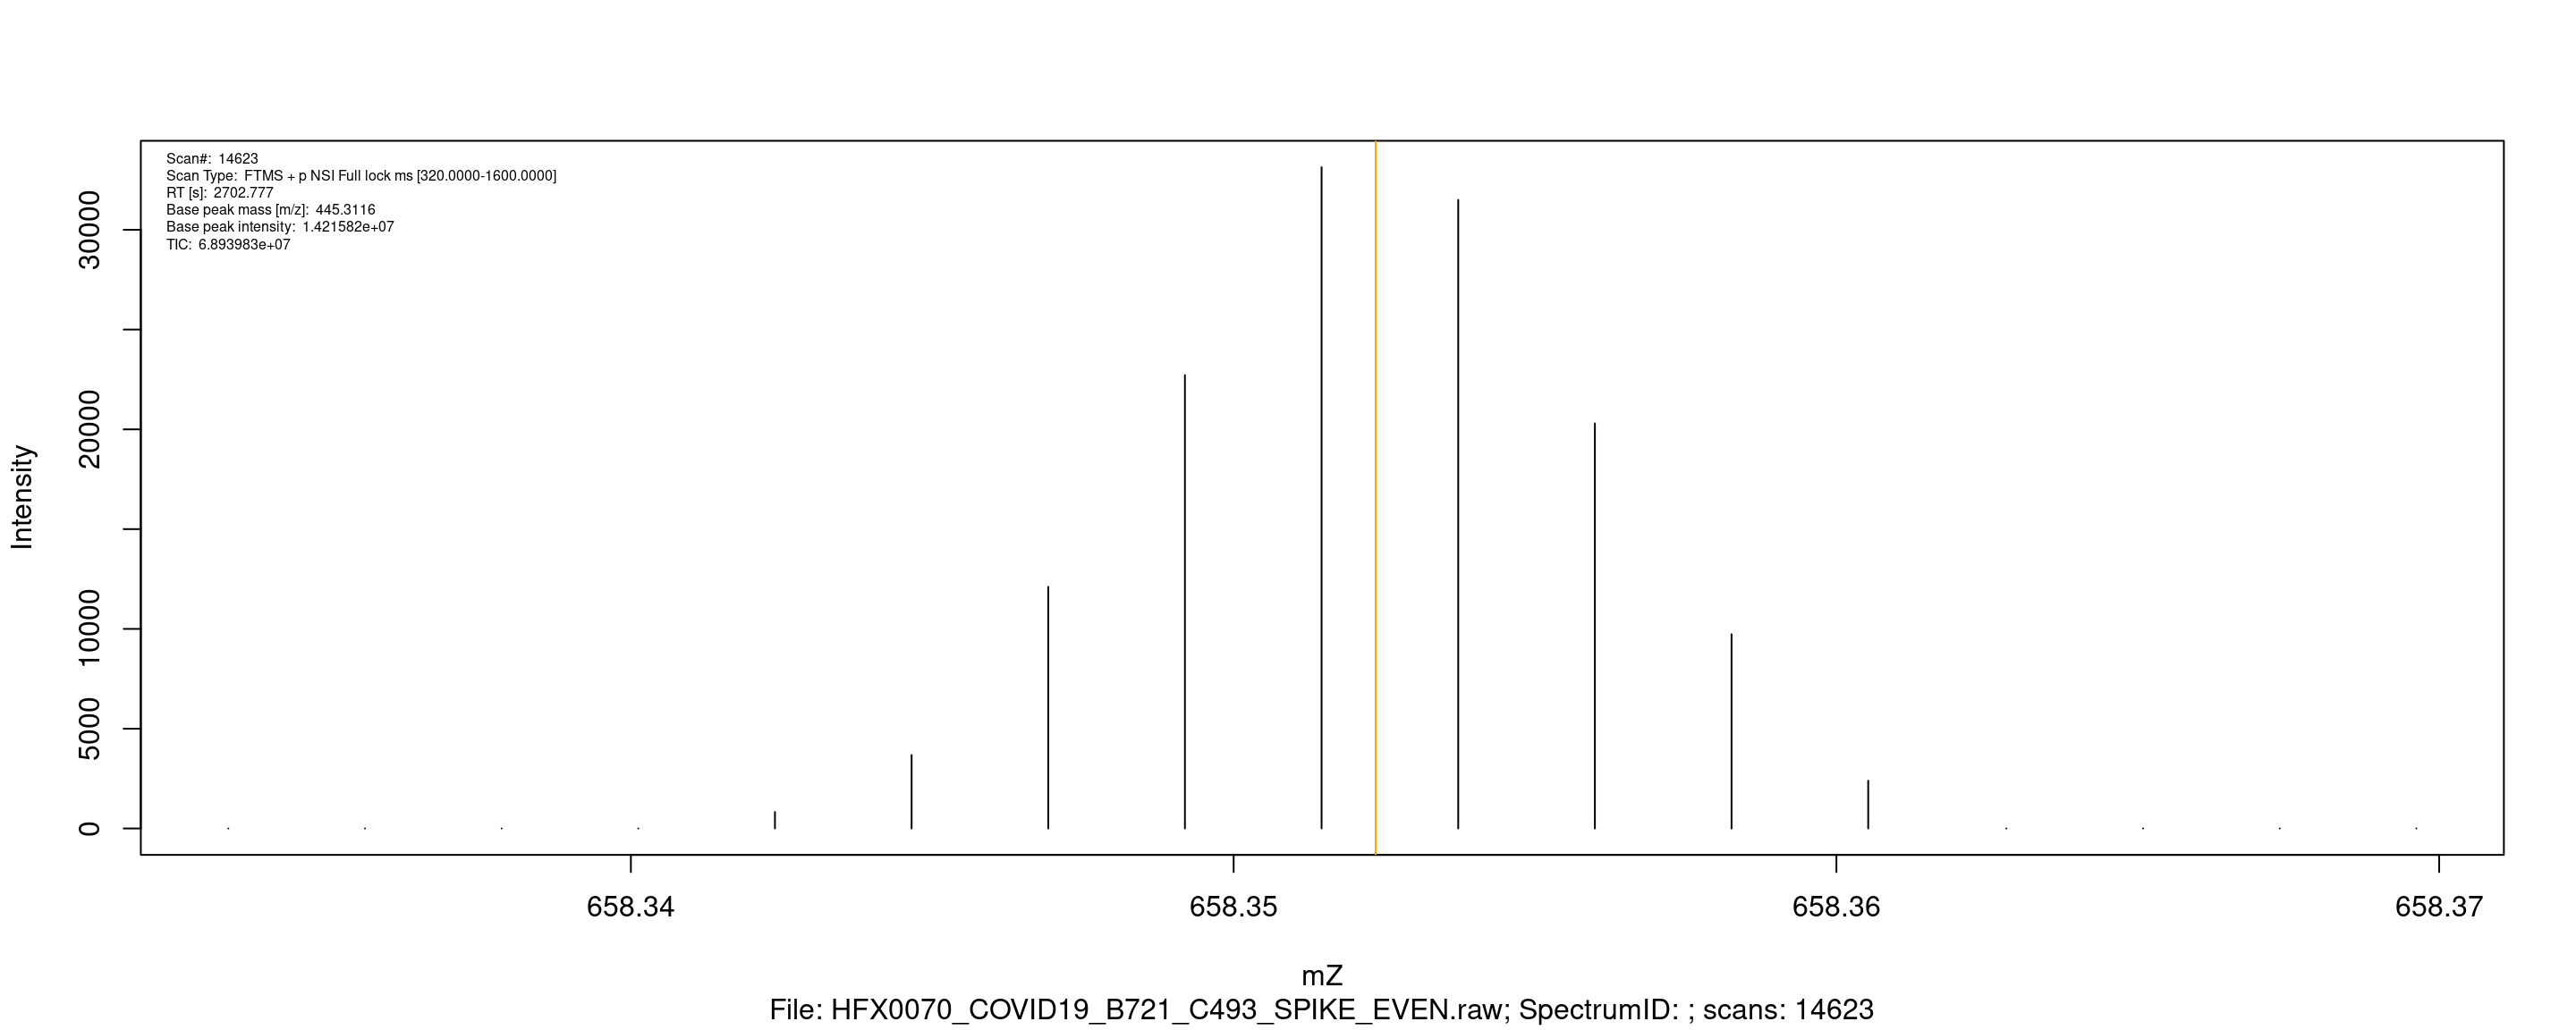 Scan#: 14623
Scan Type: FTMS + p NSI Full lock ms [320.0000-1600.0000]
RT [s]: 2702.777
Base peak mass [m/z]: 445.3116
Base peak intensity: 1.421582e+07
TIC: 6.893983e+07
30000
20000
10000
5000
0
Intensity
658.34 658.35 658.36 658.37
mZ
File: HFX0070_COVID19_B721_C493_SPIKE_EVEN.raw; SpectrumID: ; scans: 14623